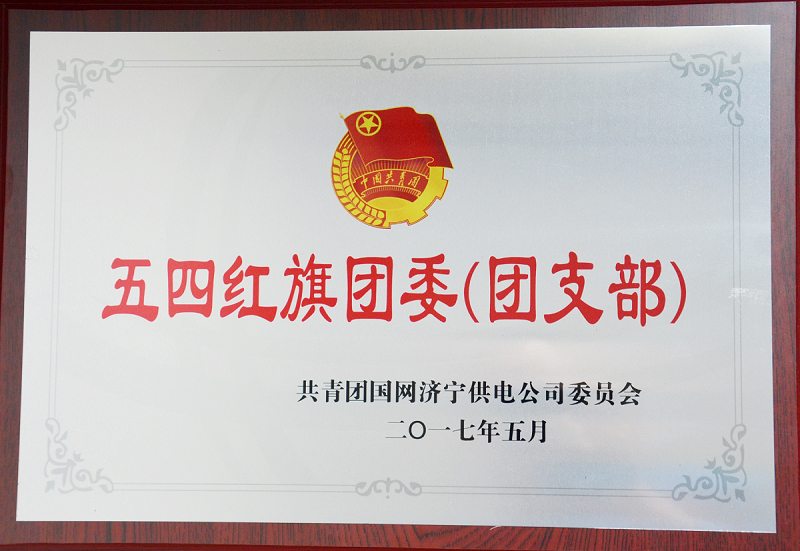 中国共青团
五四红旗团委(团支部)
共青团国网济宁供电公司委员会
二〇一七年五月